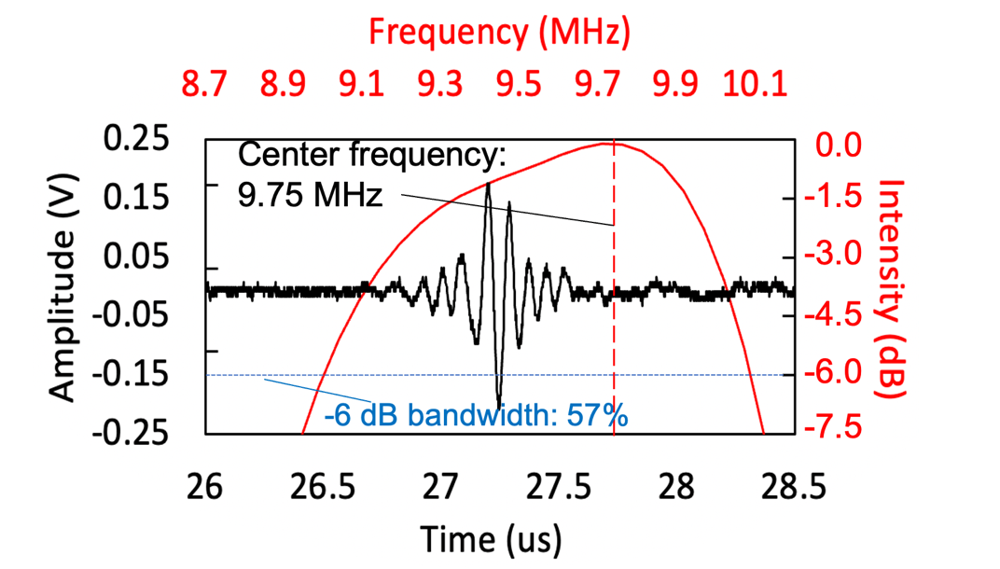 Frequency (MHz)
8.7 8.9 9.1 9.3 9.5 9.7 9.9 10.1
Amplitude (V)
0.25
0.15
0.05
-0.05
-0.15
-0.25
Center frequency:
9.75 MHz
-6 dB bandwidth: 57%
0.0
-1.5
-3.0
-4.5
-6.0
-7.5
Intensity (dB)
26 26.5 27 27.5 28 28.5
Time (us)